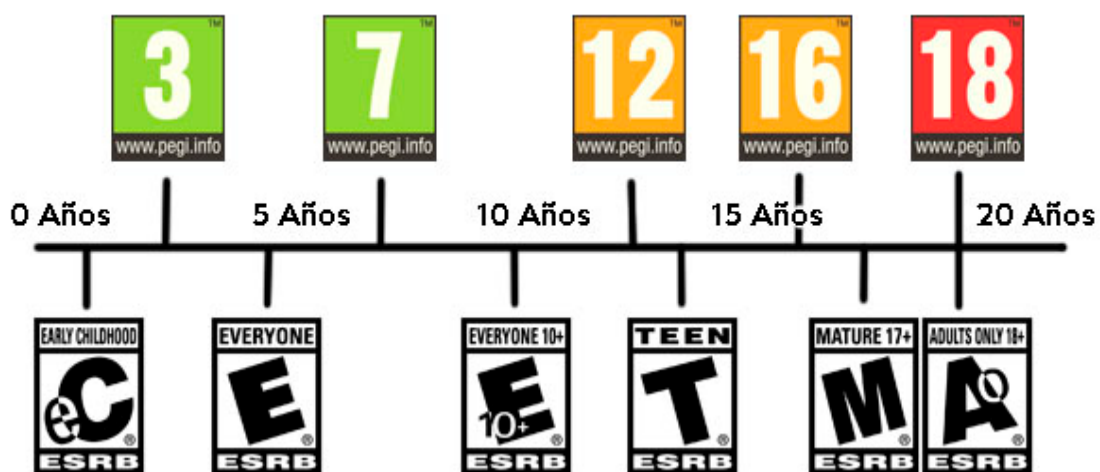 TM TM TM TM TM
3 7 12 16 18
www.pegi.info www.pegi.info www.pegi.info www.pegi.info www.pegi.info
0 Años 5 Años 10 Años 15 Años 20 Años
EARLY CHILDHOOD EVERYONE EVERYONE 10+ TEEN MATURE 17+ ADULTS ONLY 18+
eC E E 10+ T M AO
® ® ® ® ® ®
ESRB ESRB ESRB ESRB ESRB ESRB